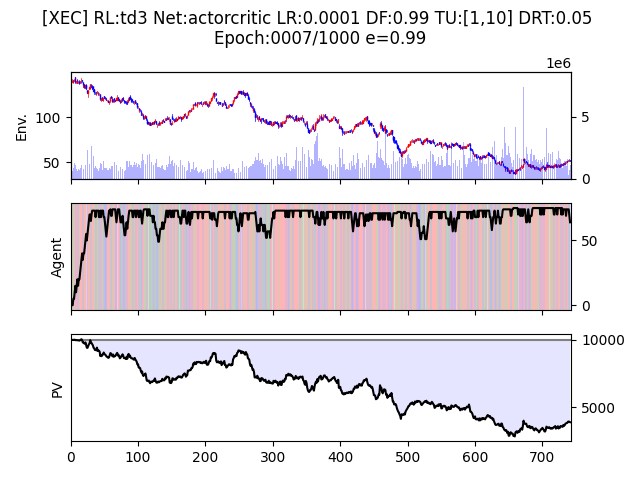 [XEC] RL:td3 Net:actorcritic LR:0.0001 DF:0.99 TU:[1,10] DRT:0.05
Epoch:0007/1000 e=0.99
1e6
Env.
100
50
5
0
Agent
50
0
PV
10000
5000
0 100 200 300 400 500 600 700